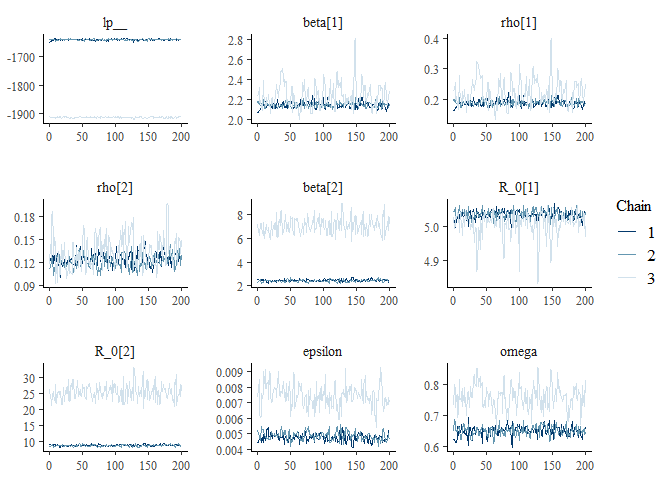 lp__ beta[1] rho[1]
-1700
-1800
-1900
0 50 100 150 200
2.8
2.6
2.4
2.2
2.0
0 50 100 150 200
0.4
0.3
0.2
0 50 100 150 200
rho[2] beta[2] R_0[1]
0.18
0.15
0.12
0.09
0 50 100 150 200
8
6
4
2
0 50 100 150 200
5.0
4.9
0 50 100 150 200
Chain
1
2
3
R_0[2] epsilon omega
30
25
20
15
10
0 50 100 150 200
0.009
0.008
0.007
0.006
0.005
0.004
0 50 100 150 200
0.8
0.7
0.6
0 50 100 150 200